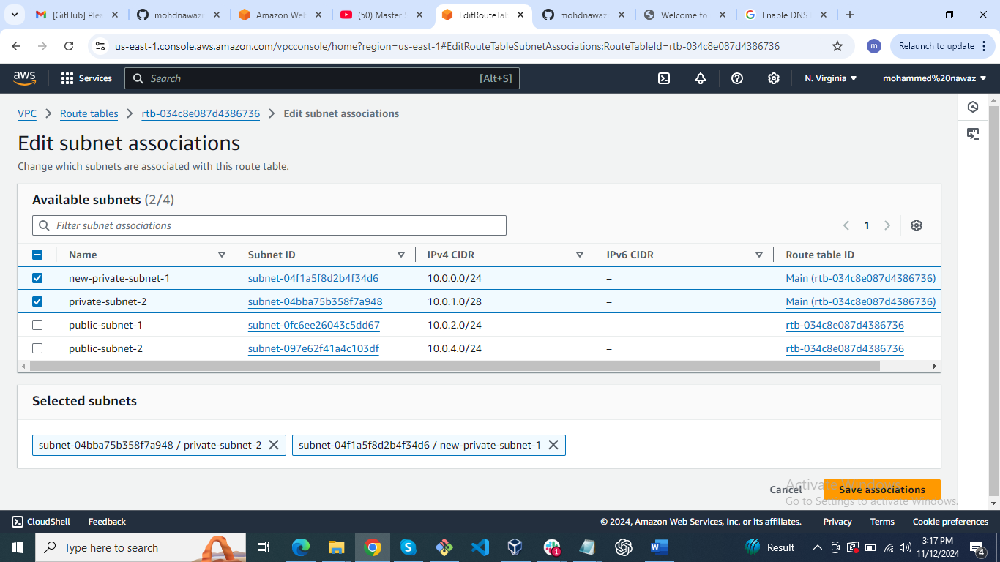 [GitHub] Plea
mohdnawaz
Amazon Web
(50) Master S
EditRouteTab
mohdnawaz
Welcome to
Enable DNS
us-east-1.console.aws.amazon.com/vpcconsole/home?region=us-east-1#EditRouteTableSubnetAssociations:RouteTableId=rtb-034c8e087d4386736
m
Relaunch to update
aws
Services
Search
[Alt+S]
N. Virginia
mohammed%20nawaz
VPC
Route tables
rtb-034c8e087d4386736
Edit subnet associations
Edit subnet associations
Change which subnets are associated with this route table.
Available subnets (2/4)
Filter subnet associations
1
Name Subnet ID IPv4 CIDR IPv6 CIDR Route table ID
new-private-subnet-1 subnet-04f1a5f8d2b4f34d6 10.0.0.0/24 – Main (rtb-034c8e087d4386736)
private-subnet-2 subnet-04bba75b358f7a948 10.0.1.0/28 – Main (rtb-034c8e087d4386736)
public-subnet-1 subnet-0fc6ee26043c5dd67 10.0.2.0/24 – rtb-034c8e087d4386736
public-subnet-2 subnet-097e62f41a4c103df 10.0.4.0/24 – rtb-034c8e087d4386736
Selected subnets
subnet-04bba75b358f7a948 / private-subnet-2
subnet-04f1a5f8d2b4f34d6 / new-private-subnet-1
Cancel
Save associations
Activate Windows
Go to Settings to activate Windows.
CloudShell
Feedback
© 2024, Amazon Web Services, Inc. or its affiliates.
Privacy
Terms
Cookie preferences
Type here to search
1
Result
3:17 PM
11/12/2024
4